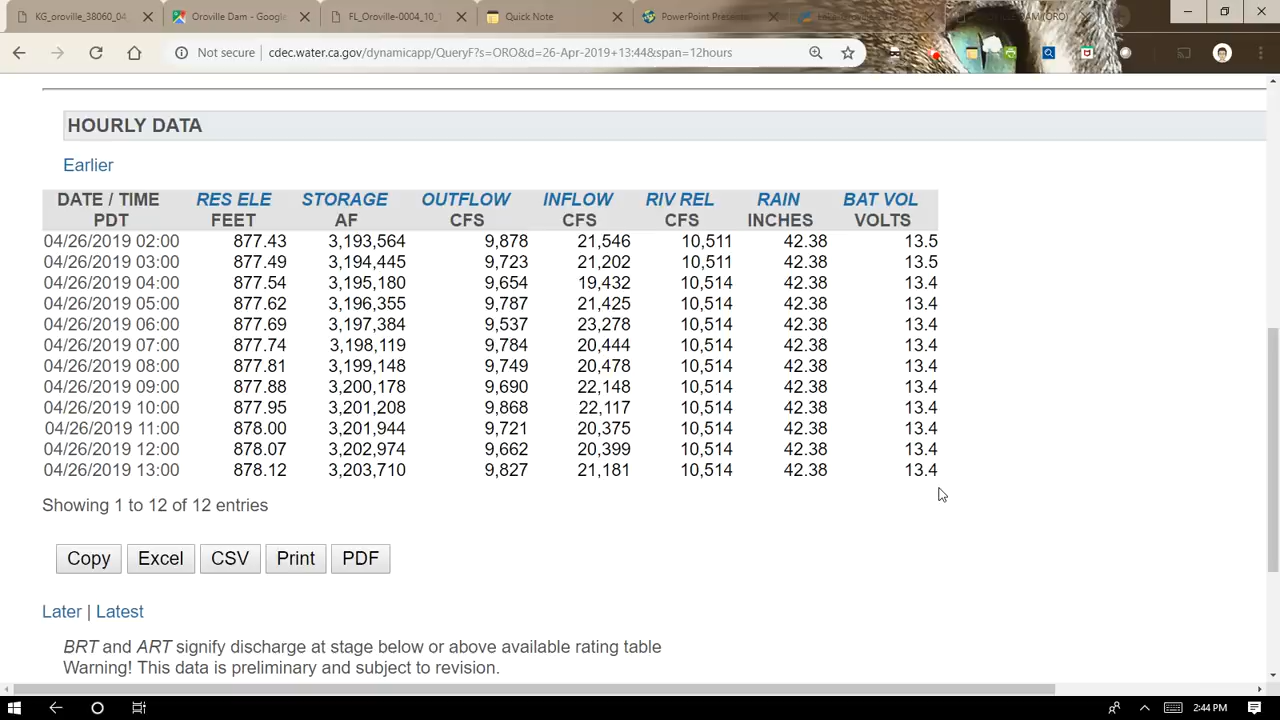 KG_oroville_38060_04
Oroville Dam - Google
FL_Oroville-0004_10_1
Quick Note
PowerPoint Present
(ORO)
Not secure | cdec.water.ca.gov/dynamicapp/QueryF?s=ORO&d=26-Apr-2019+13:44&span=12hours
HOURLY DATA
Earlier
DATE / TIME RES ELE STORAGE OUTFLOW INFLOW RIV REL RAIN BAT VOL
PDT FEET AF CFS CFS CFS INCHES VOLTS
04/26/2019 02:00 877.43 3,193,564 9,878 21,546 10,511 42.38 13.5
04/26/2019 03:00 877.49 3,194,445 9,723 21,202 10,511 42.38 13.5
04/26/2019 04:00 877.54 3,195,180 9,654 19,432 10,514 42.38 13.4
04/26/2019 05:00 877.62 3,196,355 9,787 21,425 10,514 42.38 13.4
04/26/2019 06:00 877.69 3,197,384 9,537 23,278 10,514 42.38 13.4
04/26/2019 07:00 877.74 3,198,119 9,784 20,444 10,514 42.38 13.4
04/26/2019 08:00 877.81 3,199,148 9,749 20,478 10,514 42.38 13.4
04/26/2019 09:00 877.88 3,200,178 9,690 22,148 10,514 42.38 13.4
04/26/2019 10:00 877.95 3,201,208 9,868 22,117 10,514 42.38 13.4
04/26/2019 11:00 878.00 3,201,944 9,721 20,375 10,514 42.38 13.4
04/26/2019 12:00 878.07 3,202,974 9,662 20,399 10,514 42.38 13.4
04/26/2019 13:00 878.12 3,203,710 9,827 21,181 10,514 42.38 13.4
Showing 1 to 12 of 12 entries
Copy Excel CSV Print PDF
Later | Latest
BRT and ART signify discharge at stage below or above available rating table
Warning! This data is preliminary and subject to revision.
2:44 PM